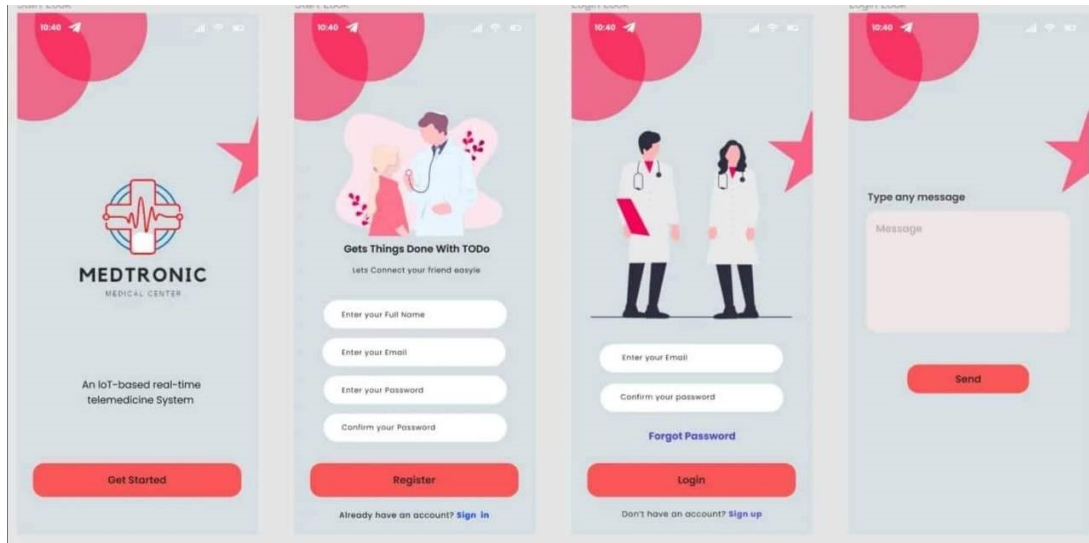 10:40
MEDTRONIC
MEDICAL CENTER
An IoT-based real-time
telemedicine System
Get Started
10:40
Gets Things Done With TODo
Lets Connect your friend easyle
Enter your Full Name
Enter your Email
Enter your Password
Confirm your Password
Register
Already have an account? Sign in
10:40
Enter your Email
Confirm your password
Forgot Password
Login
Don't have an account? Sign up
10:40
Type any message
Message
Send